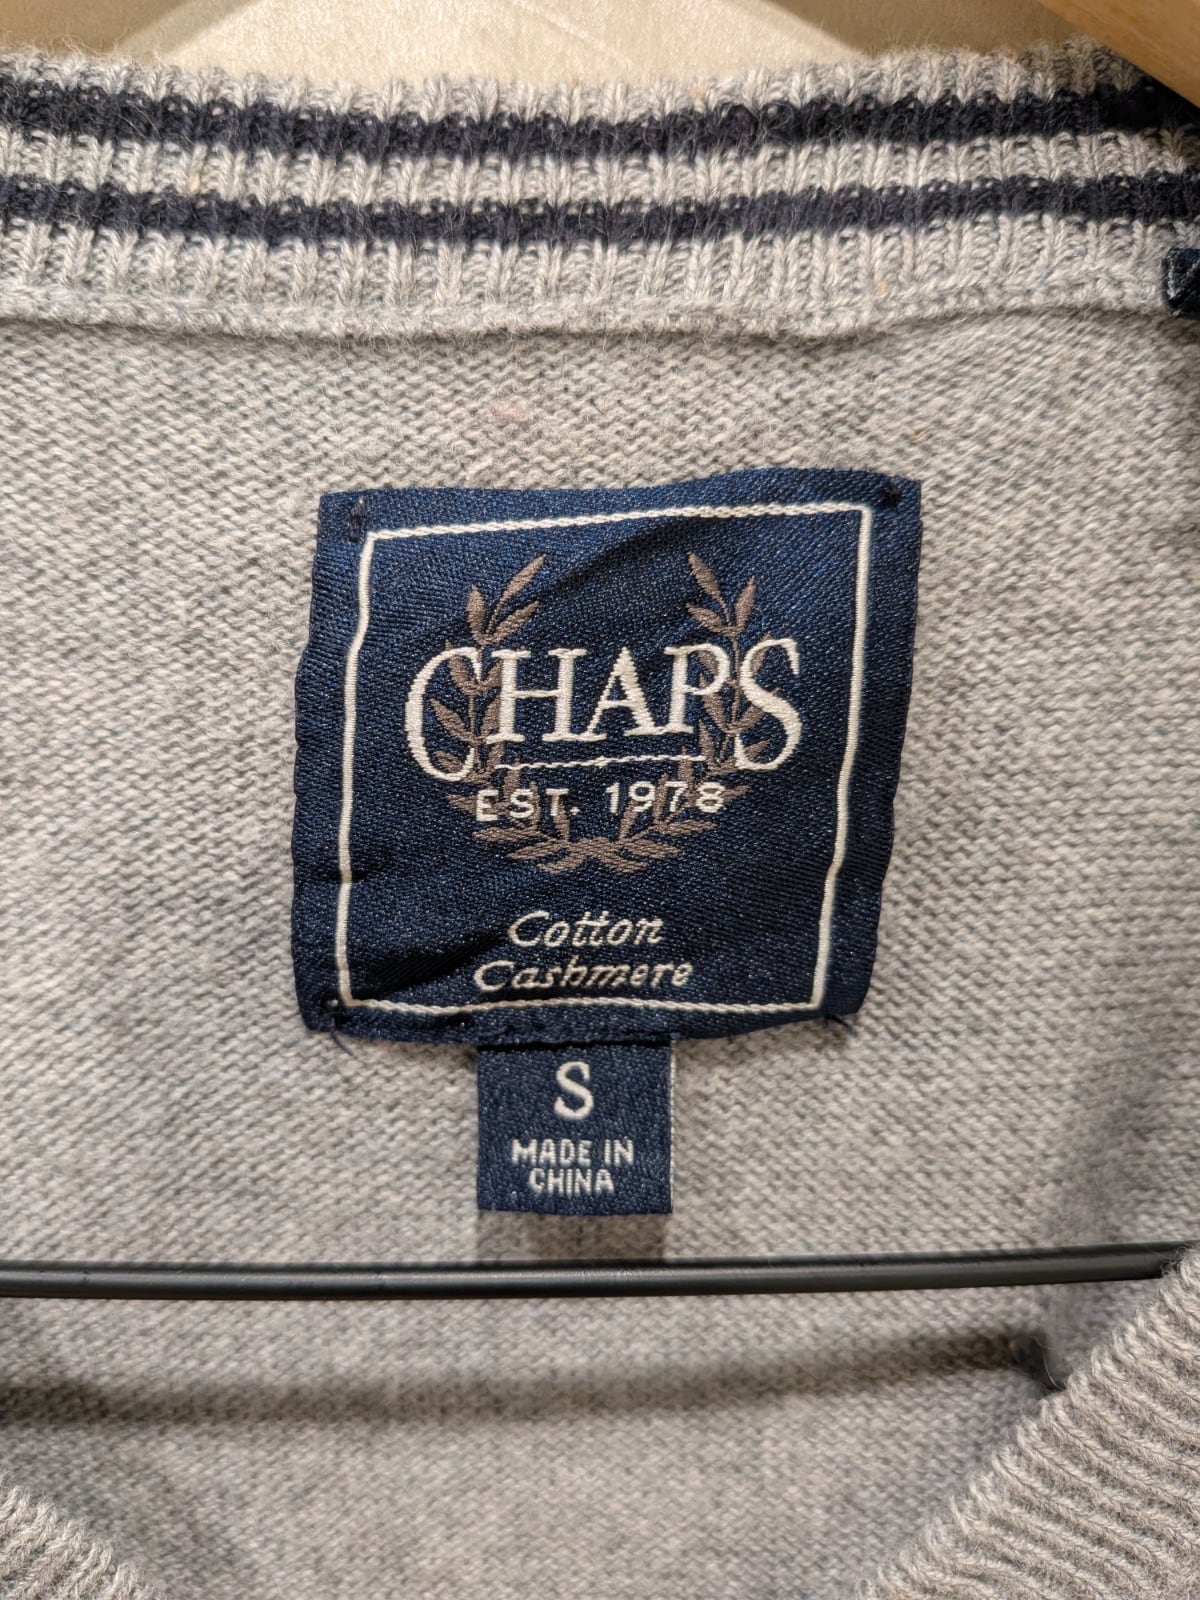 CHAPS
EST. 1978
Cotton
Cashmere
S
MADE IN
CHINA